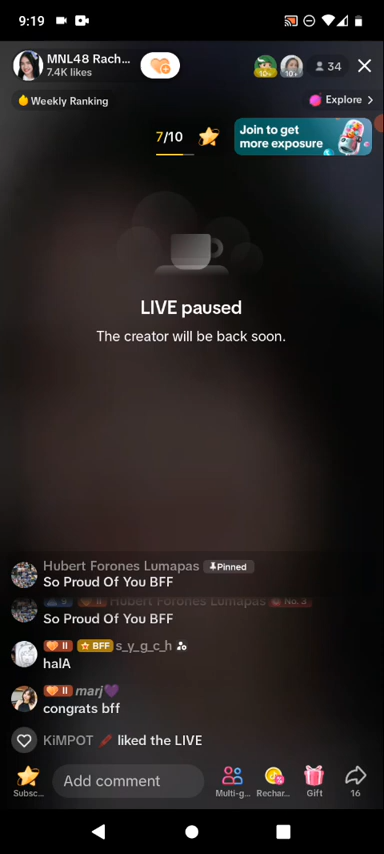 9:19
MNL48 Rach...
7.4K likes
10+
10+
34
Weekly Ranking
Explore
7/10
Join to get
more exposure
LIVE paused
The creator will be back soon.
Hubert Forones Lumapas Pinned
So Proud Of You BFF
II Hubert Forones Lumapas No. 3
So Proud Of You BFF
II BFF s_y_g_c_h
halA
II marj💜
congrats bff
KiMPOT liked the LIVE
Subsc...
Add comment
Multi-g...
Rechar...
Gift
16